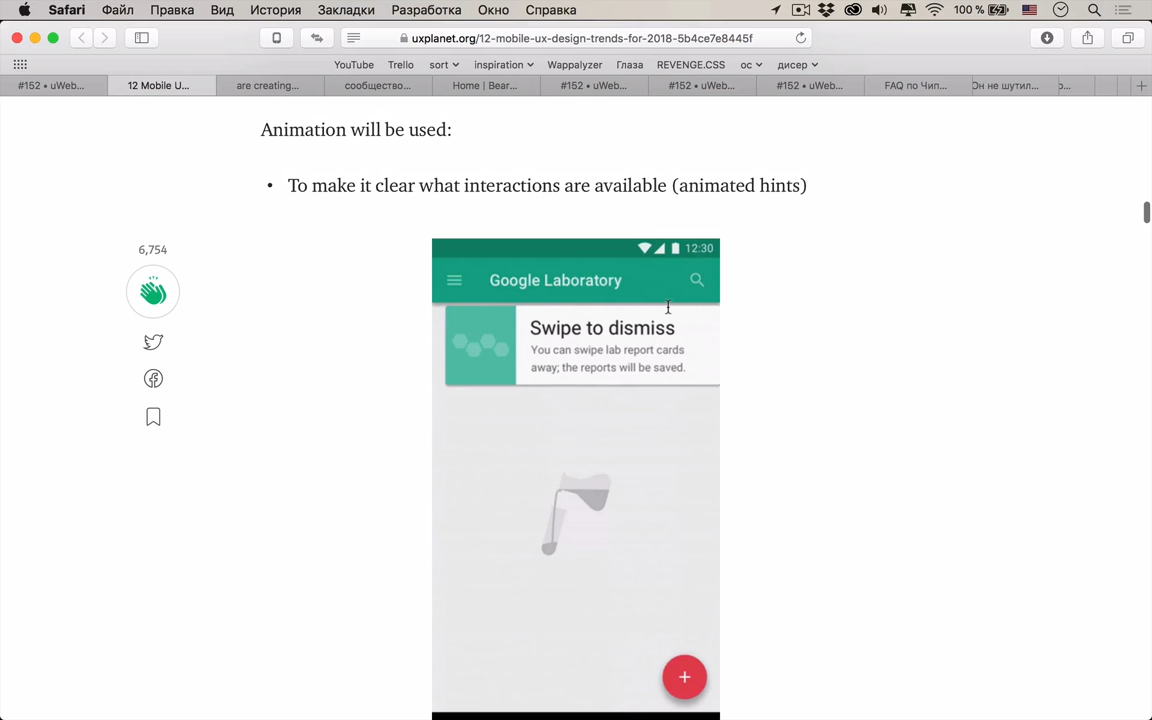 Safari Файл Правка Вид История Закладки Разработка Окно Справка 100 %
uxplanet.org/12-mobile-ux-design-trends-for-2018-5b4ce7e8445f
YouTube Trello sort inspiration Wappalyzer Глаза REVENGE.CSS ос дисер
#152 • uWeb... 12 Mobile U... are creating... сообщество... Home | Bear... #152 • uWeb... #152 • uWeb... #152 • uWeb... FAQ по Чип... Он не шутил...
Animation will be used:
• To make it clear what interactions are available (animated hints)
6,754
12:30
Google Laboratory
Swipe to dismiss
You can swipe lab report cards
away; the reports will be saved.